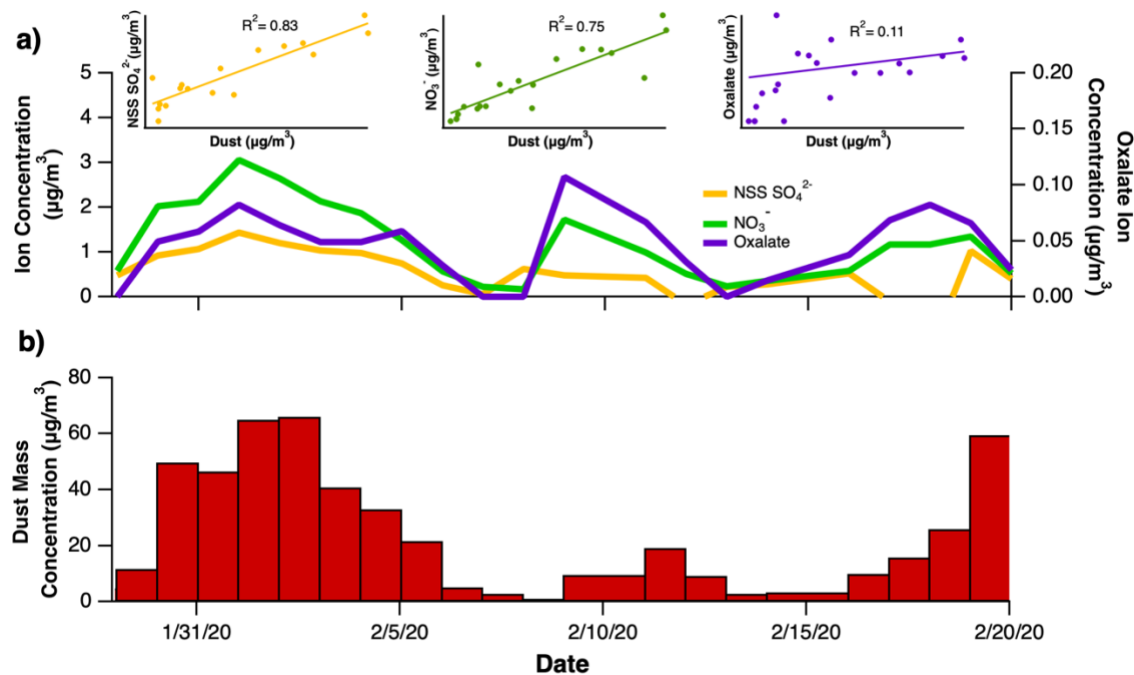 a)
NSS SO₄²⁻ (µg/m³)
R²= 0.83
Dust (µg/m³)
NO₃⁻ (µg/m³)
R²= 0.75
Dust (µg/m³)
Oxalate (µg/m³)
R²= 0.11
Dust (µg/m³)
Ion Concentration
(µg/m³)
5
4
3
2
1
0
NSS SO₄²⁻
NO₃⁻
Oxalate
0.20
0.15
0.10
0.05
0.00
Oxalate Ion
Concentration (µg/m³)
b)
Dust Mass
Concentration (µg/m³)
80
60
40
20
0
1/31/20 2/5/20 2/10/20 2/15/20 2/20/20
Date